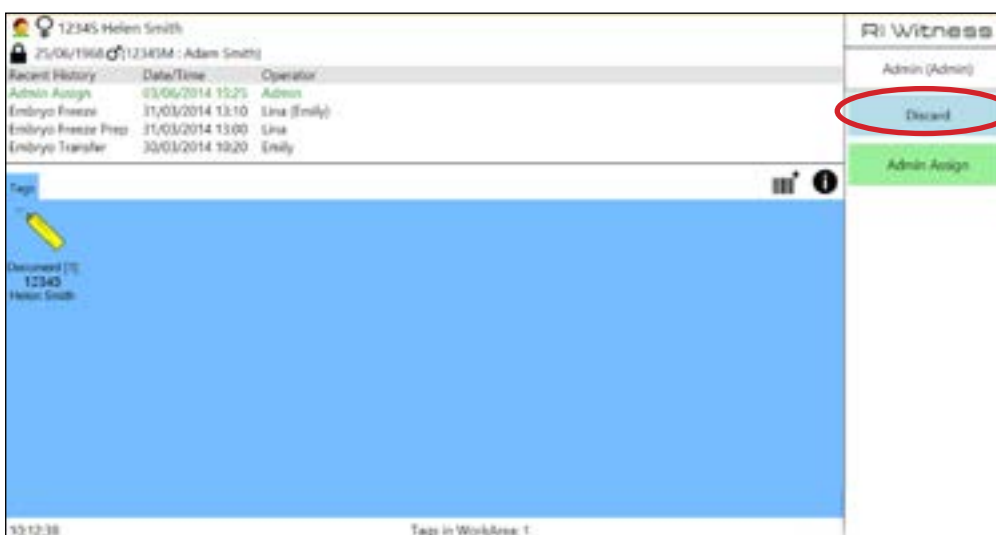 12345 Helen Smith
25/06/1968 (12345M : Adam Smith)
Recent History Date/Time Operator
Admin Assign 03/06/2014 15:25 Admin
Embryo Freeze 31/03/2014 13:10 Lina (Emily)
Embryo Freeze Prep 31/03/2014 13:00 Lina
Embryo Transfer 30/03/2014 10:20 Emily
Tags
Document [1]
12345
Helen Smith
10:12:38
Tags in WorkArea: 1
RI Witness
Admin (Admin)
Discard
Admin Assign